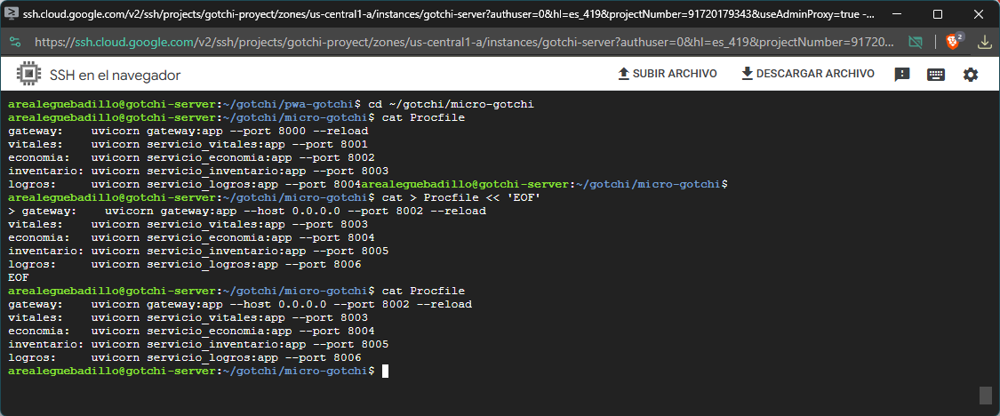 ssh.cloud.google.com/v2/ssh/projects/gotchi-proyect/zones/us-central1-a/instances/gotchi-server?authuser=0&hl=es_419&projectNumber=91720179343&useAdminProxy=true -...
https://ssh.cloud.google.com/v2/ssh/projects/gotchi-proyect/zones/us-central1-a/instances/gotchi-server?authuser=0&hl=es_419&projectNumber=91720...
2
SSH en el navegador
SUBIR ARCHIVO
DESCARGAR ARCHIVO
arealeguebadillo@gotchi-server:~/gotchi/pwa-gotchi$ cd ~/gotchi/micro-gotchi
arealeguebadillo@gotchi-server:~/gotchi/micro-gotchi$ cat Procfile
gateway:    uvicorn gateway:app --port 8000 --reload
vitales:    uvicorn servicio_vitales:app --port 8001
economia:   uvicorn servicio_economia:app --port 8002
inventario: uvicorn servicio_inventario:app --port 8003
logros:     uvicorn servicio_logros:app --port 8004arealeguebadillo@gotchi-server:~/gotchi/micro-gotchi$
arealeguebadillo@gotchi-server:~/gotchi/micro-gotchi$ cat > Procfile << 'EOF'
> gateway:    uvicorn gateway:app --host 0.0.0.0 --port 8002 --reload
vitales:    uvicorn servicio_vitales:app --port 8003
economia:   uvicorn servicio_economia:app --port 8004
inventario: uvicorn servicio_inventario:app --port 8005
logros:     uvicorn servicio_logros:app --port 8006
EOF
arealeguebadillo@gotchi-server:~/gotchi/micro-gotchi$ cat Procfile
gateway:    uvicorn gateway:app --host 0.0.0.0 --port 8002 --reload
vitales:    uvicorn servicio_vitales:app --port 8003
economia:   uvicorn servicio_economia:app --port 8004
inventario: uvicorn servicio_inventario:app --port 8005
logros:     uvicorn servicio_logros:app --port 8006
arealeguebadillo@gotchi-server:~/gotchi/micro-gotchi$